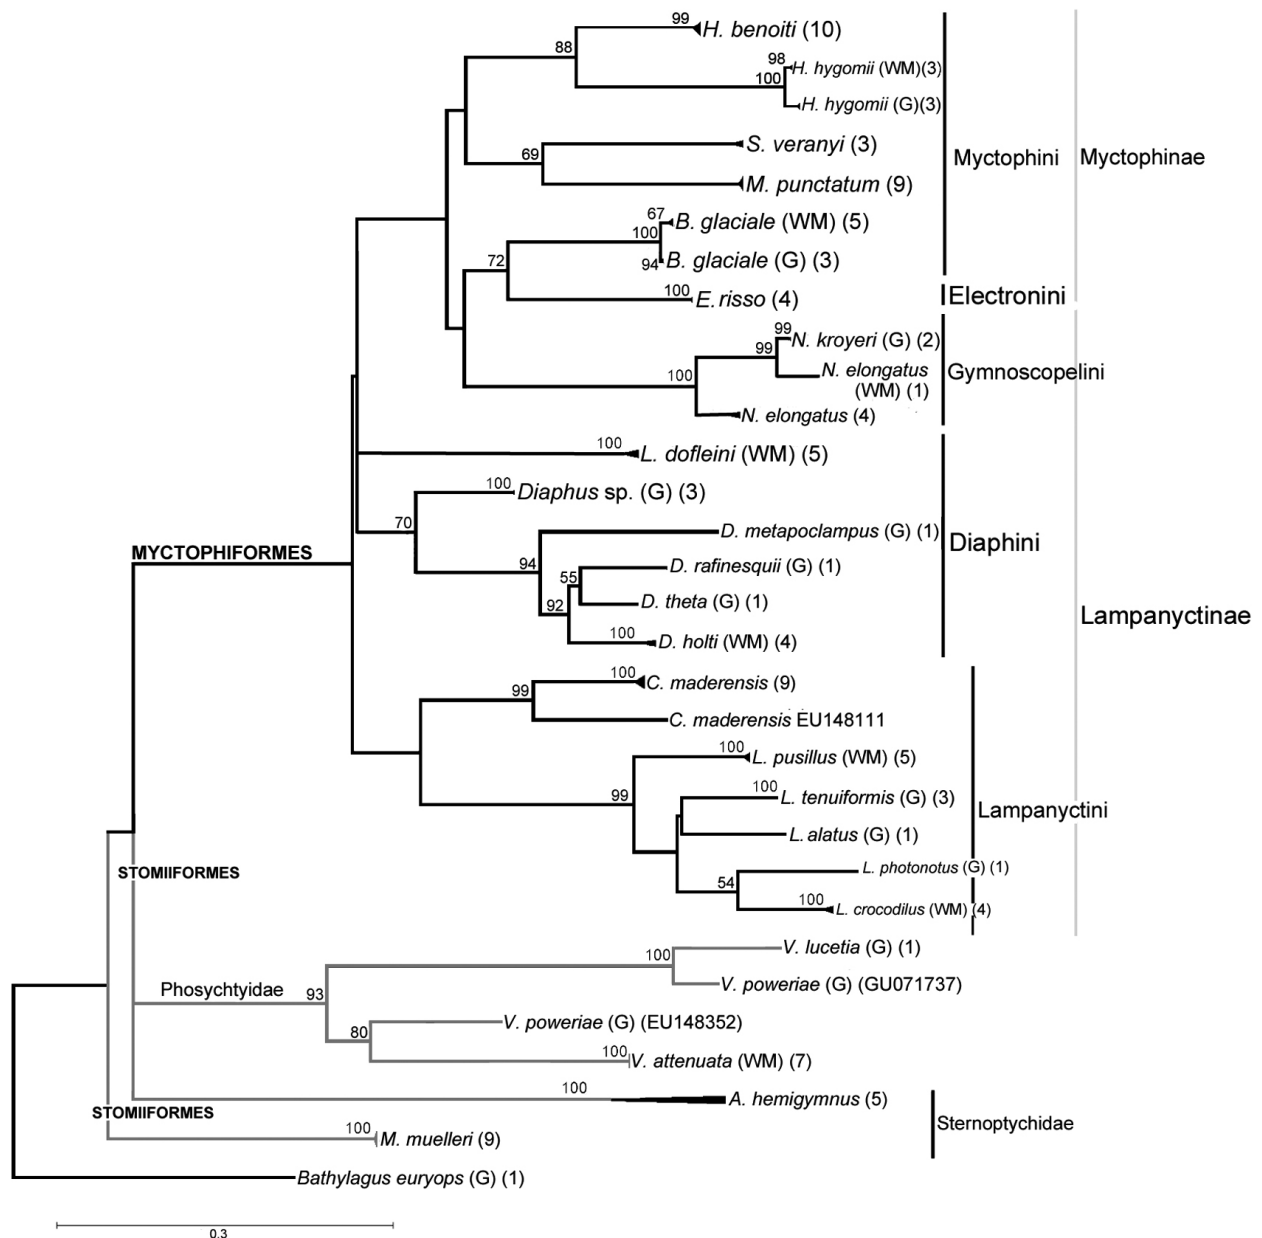 99
H. benoiti (10)
88
98
H. hygomii (WM)(3)
100
H. hygomii (G)(3)
S. veranyi (3)
69
Myctophini
Myctophinae
M. punctatum (9)
67
B. glaciale (WM) (5)
100
94
B. glaciale (G) (3)
72
100
E. risso (4)
Electronini
99
N. kroyeri (G) (2)
99
N. elongatus
(WM) (1)
100
Gymnoscopelini
N. elongatus (4)
100
L. dofleini (WM) (5)
100
Diaphus sp. (G) (3)
70
D. metapoclampus (G) (1)
Diaphini
MYCTOPHIFORMES
94
D. rafinesquii (G) (1)
55
D. theta (G) (1)
92
100
D. holti (WM) (4)
Lampanyctinae
100
C. maderensis (9)
99
C. maderensis EU148111
100
L. pusillus (WM) (5)
99
100
L. tenuiformis (G) (3)
Lampanyctini
L. alatus (G) (1)
STOMIIFORMES
L. photonotus (G) (1)
54
100
L. crocodilus (WM) (4)
V. lucetia (G) (1)
100
V. poweriae (G) (GU071737)
Phosychtyidae
93
V. poweriae (G) (EU148352)
80
100
V. attenuata (WM) (7)
100
A. hemigymnus (5)
STOMIIFORMES
Sternoptychidae
100
M. muelleri (9)
Bathylagus euryops (G) (1)
0.3